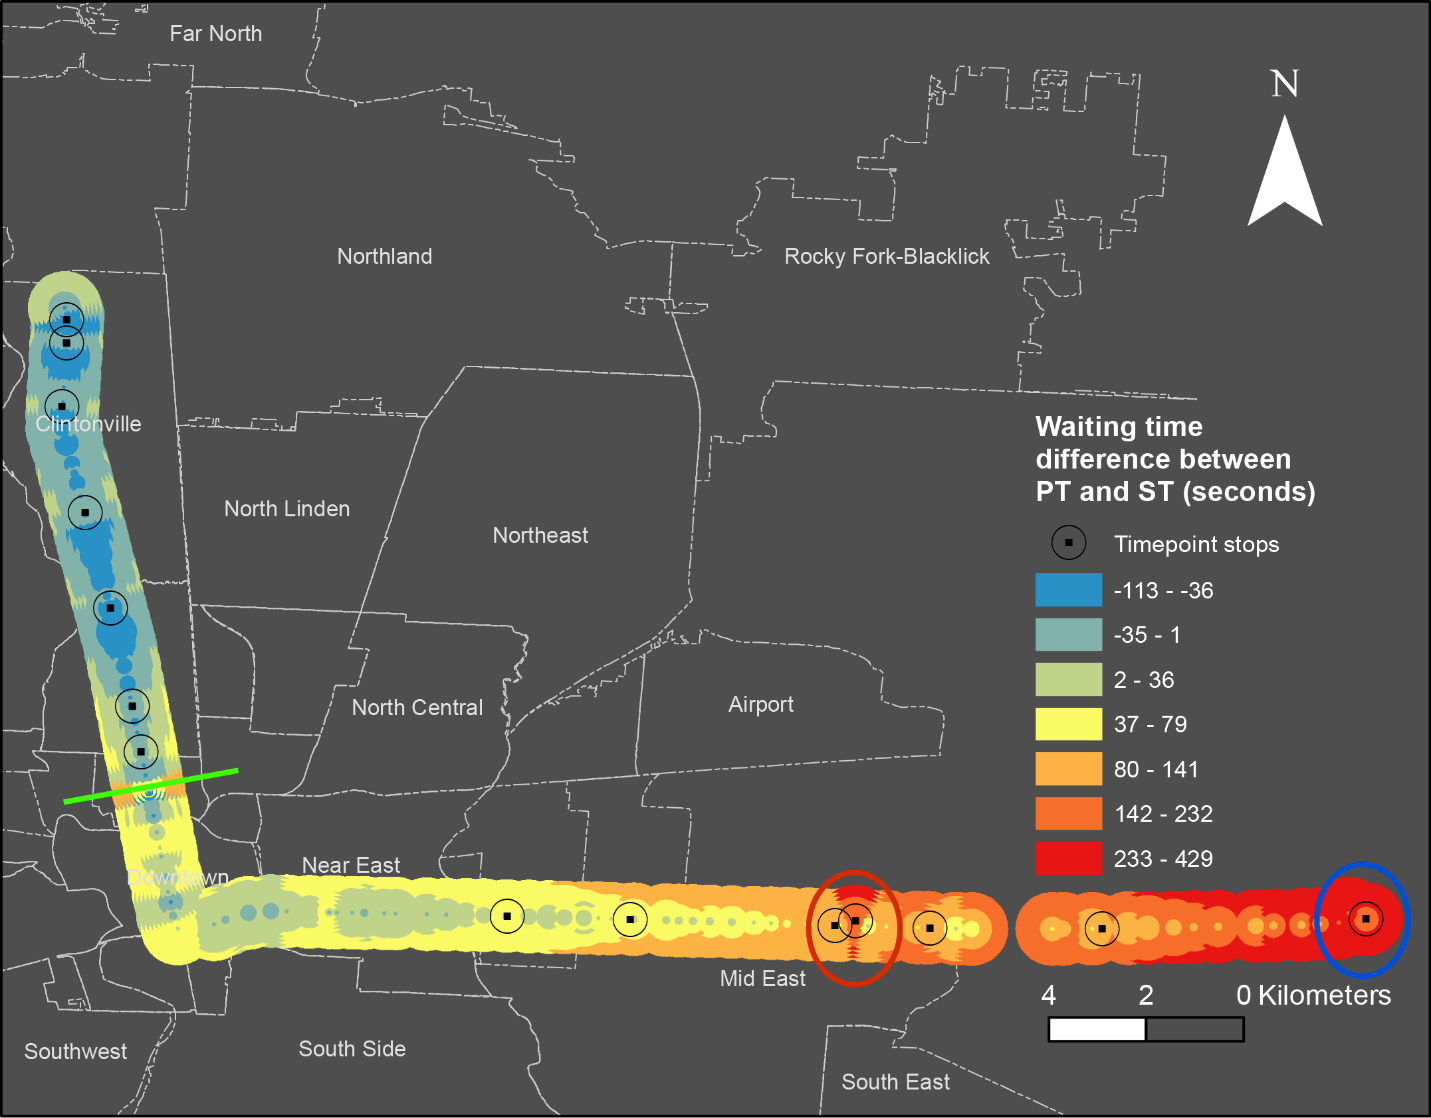 Far North
N
Northland
Rocky Fork-Blacklick
Clintonville
Waiting time
difference between
PT and ST (seconds)
North Linden
Northeast
Timepoint stops
-113 - -36
-35 - 1
2 - 36
North Central
Airport
37 - 79
80 - 141
142 - 232
Near East
233 - 429
Downtown
Mid East
4 2 0 Kilometers
Southwest
South Side
South East